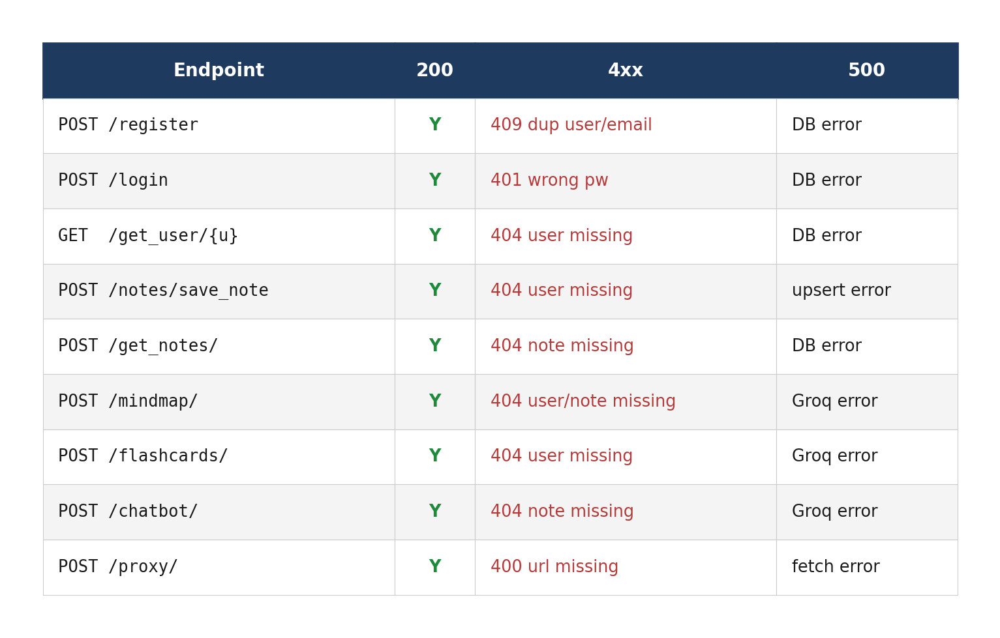 Endpoint 200 4xx 500
POST /register Y 409 dup user/email DB error
POST /login Y 401 wrong pw DB error
GET  /get_user/{u} Y 404 user missing DB error
POST /notes/save_note Y 404 user missing upsert error
POST /get_notes/ Y 404 note missing DB error
POST /mindmap/ Y 404 user/note missing Groq error
POST /flashcards/ Y 404 user missing Groq error
POST /chatbot/ Y 404 note missing Groq error
POST /proxy/ Y 400 url missing fetch error